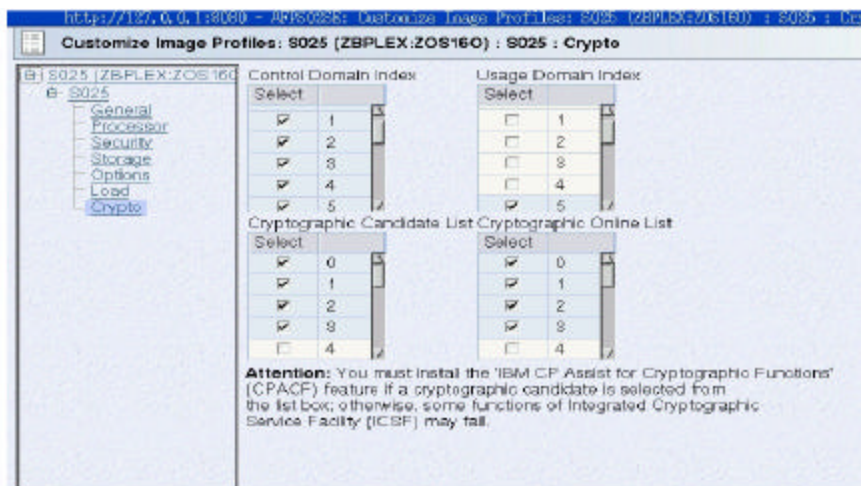 http://127.0.0.1:8080 - Customize Image Profiles: S025 (ZBPLEX:ZOS160) : S025 :
Customize Image Profiles: S025 (ZBPLEX:ZOS16O) : S025 : Crypto
S025 (ZBPLEX:ZOS160
S025
General
Processor
Security
Storage
Options
Load
Crypto
Control Domain Index
Select
1
2
3
4
5
Usage Domain Index
Select
1
2
3
4
5
Cryptographic Candidate List
Select
0
1
2
3
4
Cryptographic Online List
Select
0
1
2
3
4
Attention: You must install the 'IBM CP Assist for Cryptographic Functions'
(CPACF) feature if a cryptographic candidate is selected from
the list box; otherwise, some functions of Integrated Cryptographic
Service Facility (ICSF) may fail.